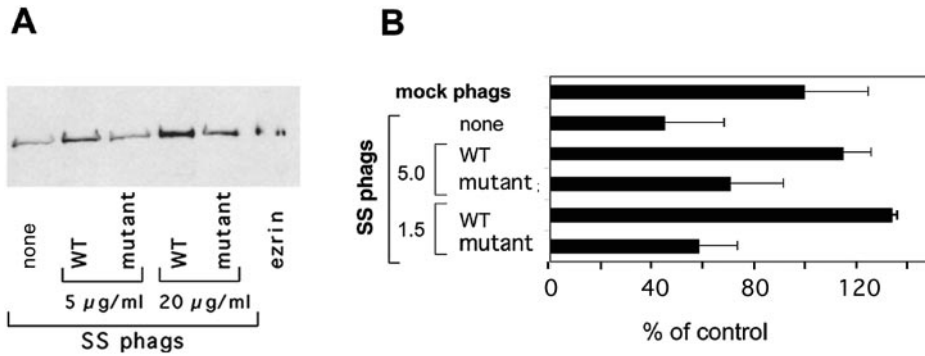 A
none
WT
mutant
WT
mutant
ezrin
5 µg/ml
20 µg/ml
SS phags
B
mock phags
SS phags
none
5.0
WT
mutant
1.5
WT
mutant
0
40
80
120
% of control